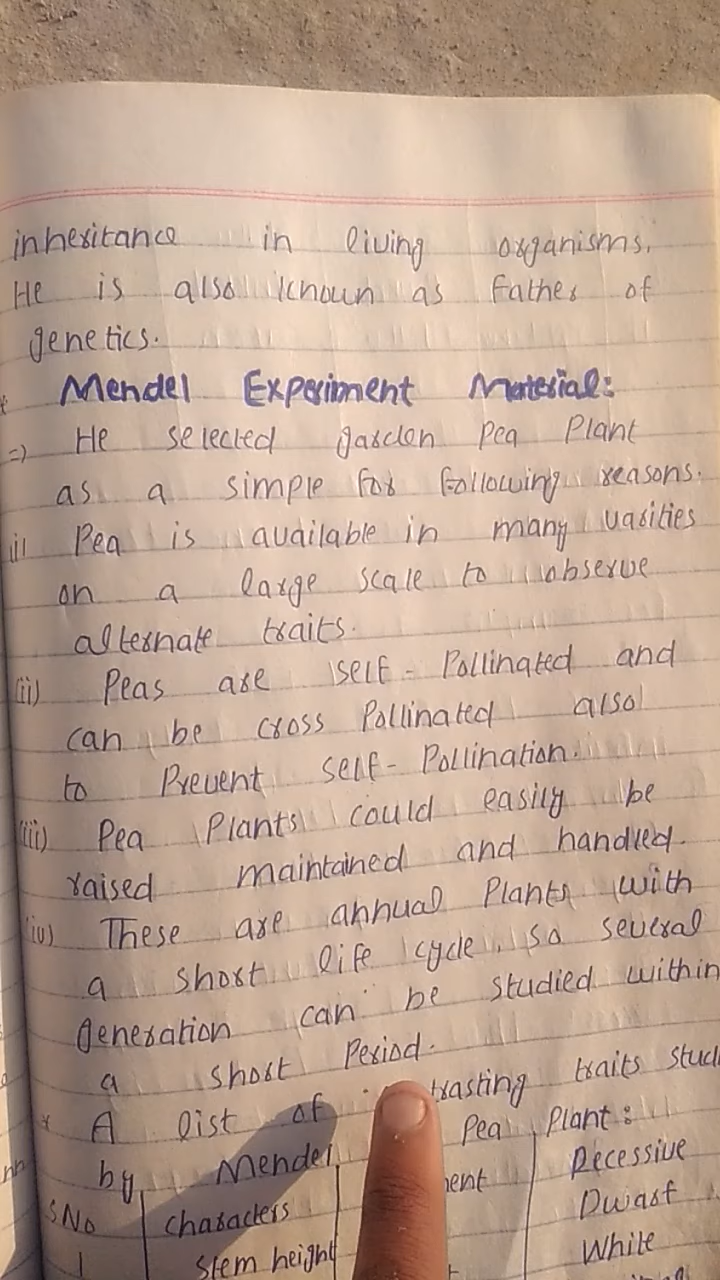 inheritance in living organisms.
He is also known as Father of
genetics.
Mendel Experiment Material:
=) He selected garden Pea Plant
as a simple for following reasons.
i) Pea is available in many varities
on a large scale to observe
alternate traits.
(ii) Peas are self-Pollinated and
can be cross Pollinated also
to Prevent self-Pollination.
(iii) Pea Plants could easily be
raised maintained and handled.
(iv) These are annual Plants with
a short life cycle, so several
generation can be studied within
a short Period.
* A list of trasting traits stud
by Mendel Pea Plant:
S.No characters nent Recessive
1 Stem height Dwarf
White